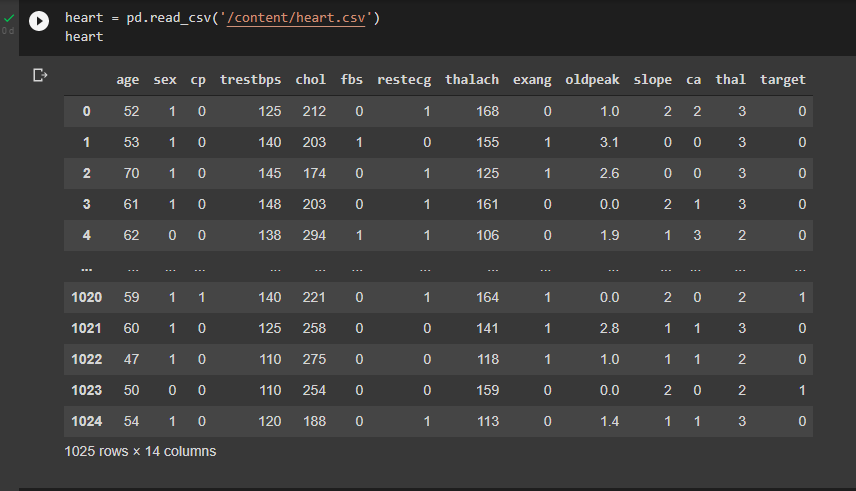 heart = pd.read_csv('/content/heart.csv')
0 d
heart
age sex cp trestbps chol fbs restecg thalach exang oldpeak slope ca thal target
0 52 1 0 125 212 0 1 168 0 1.0 2 2 3 0
1 53 1 0 140 203 1 0 155 1 3.1 0 0 3 0
2 70 1 0 145 174 0 1 125 1 2.6 0 0 3 0
3 61 1 0 148 203 0 1 161 0 0.0 2 1 3 0
4 62 0 0 138 294 1 1 106 0 1.9 1 3 2 0
... ... ... ... ... ... ... ... ... ... ... ... ... ... ...
1020 59 1 1 140 221 0 1 164 1 0.0 2 0 2 1
1021 60 1 0 125 258 0 0 141 1 2.8 1 1 3 0
1022 47 1 0 110 275 0 0 118 1 1.0 1 1 2 0
1023 50 0 0 110 254 0 0 159 0 0.0 2 0 2 1
1024 54 1 0 120 188 0 1 113 0 1.4 1 1 3 0
1025 rows × 14 columns